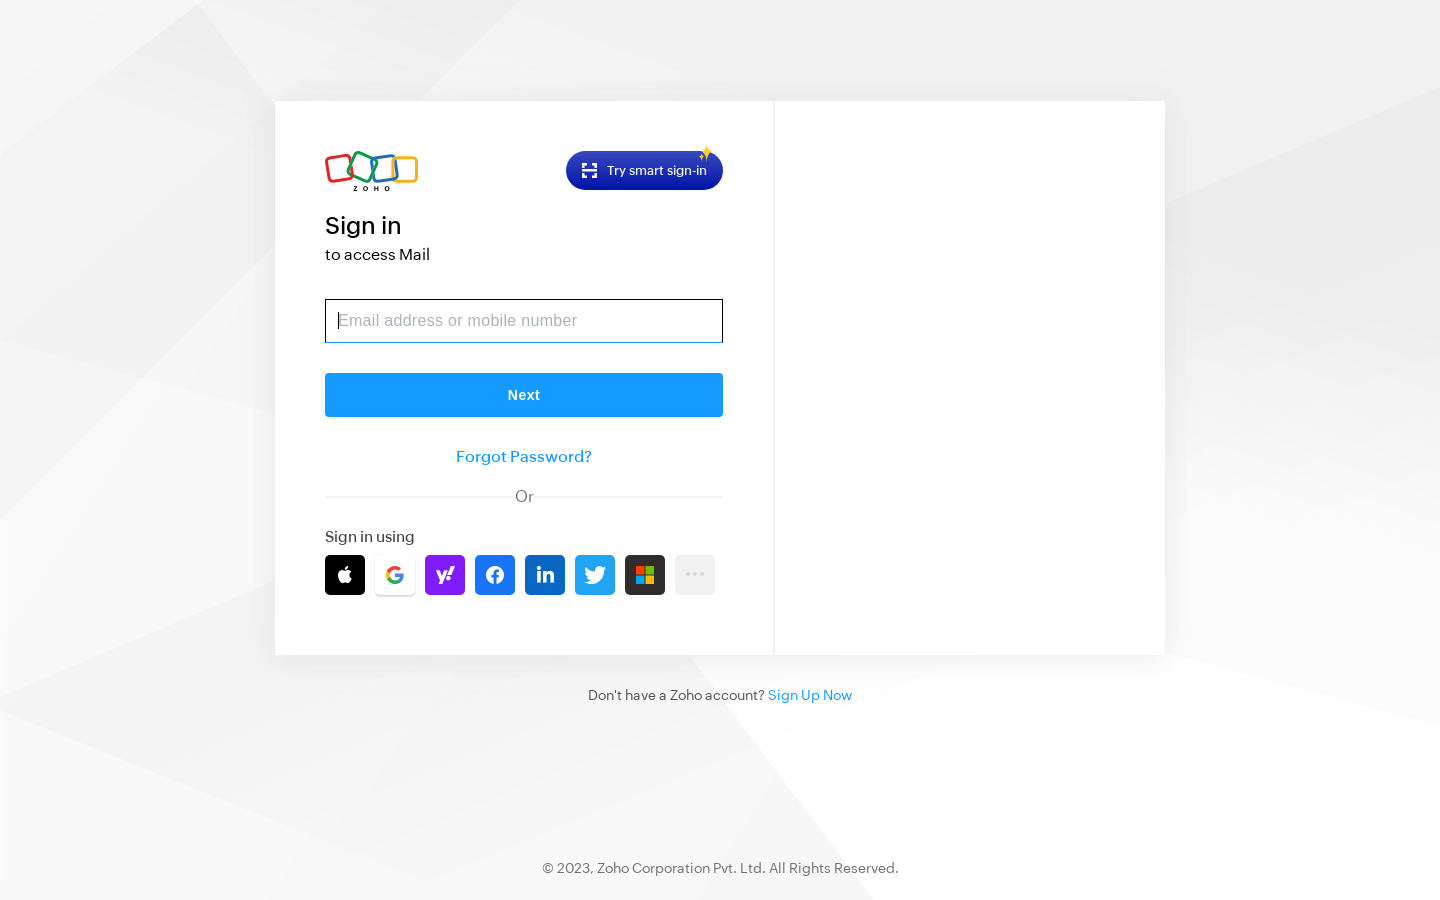 ZOHO
Try smart sign-in
Sign in
to access Mail
Email address or mobile number
Next
Forgot Password?
Or
Sign in using
y!
in
Don't have a Zoho account? Sign Up Now
© 2023, Zoho Corporation Pvt. Ltd. All Rights Reserved.